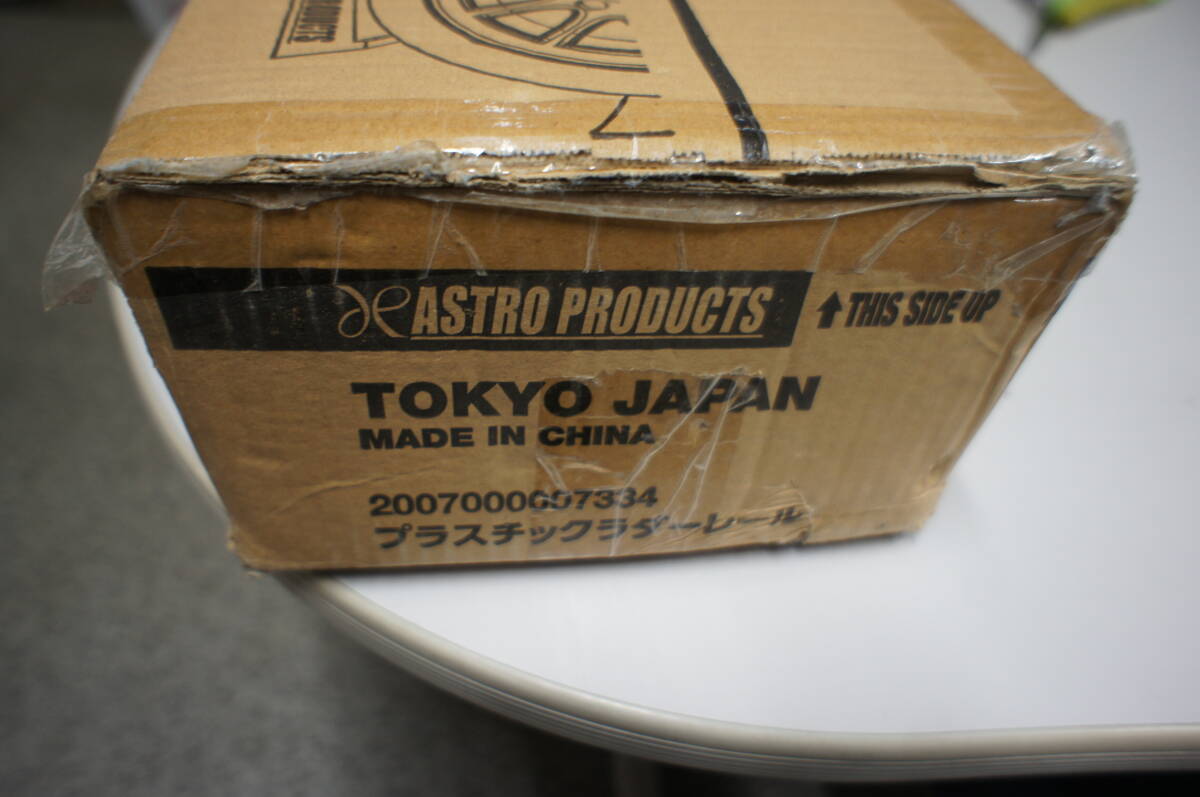 PRODUCTS
ASTRO PRODUCTS
↑THIS SIDE UP
TOKYO JAPAN
MADE IN CHINA
2007000007334
プラスチックラダーレール